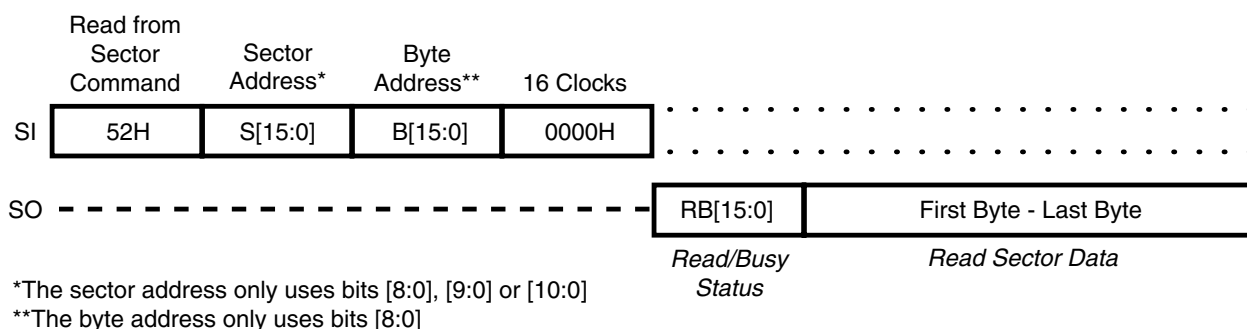 Read from
Sector
Command
Sector
Address*
Byte
Address**
16 Clocks
SI
52H
S[15:0]
B[15:0]
0000H
SO
RB[15:0]
First Byte - Last Byte
Read/Busy
Status
Read Sector Data
*The sector address only uses bits [8:0], [9:0] or [10:0]
**The byte address only uses bits [8:0]